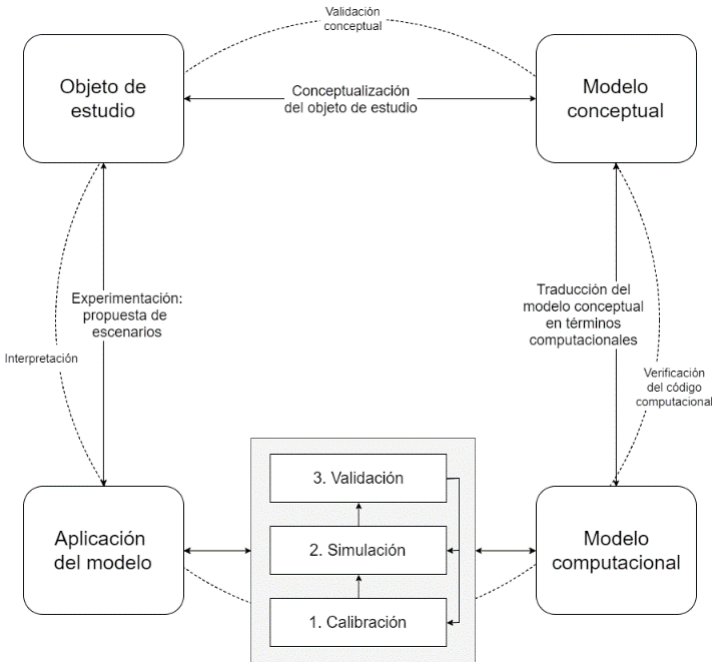 Validación
conceptual
Objeto de
estudio
Conceptualización
del objeto de estudio
Modelo
conceptual
Experimentación:
propuesta de
escenarios
Interpretación
Traducción del
modelo conceptual
en términos
computacionales
Verificación
del código
computacional
Aplicación
del modelo
3. Validación
2. Simulación
1. Calibración
Modelo
computacional